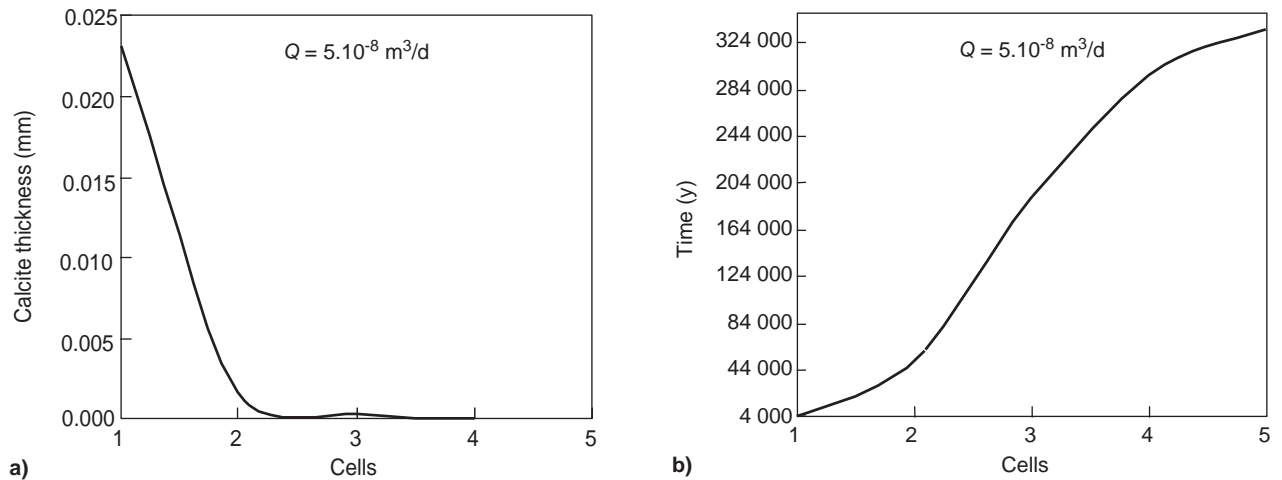 0.025
0.020
0.015
0.010
0.005
0.000
Calcite thickness (mm)
Q = 5.10-8 m3/d
1 2 3 4 5
Cells
a)
324 000
284 000
244 000
204 000
164 000
124 000
84 000
44 000
4 000
Time (y)
Q = 5.10-8 m3/d
1 2 3 4 5
Cells
b)